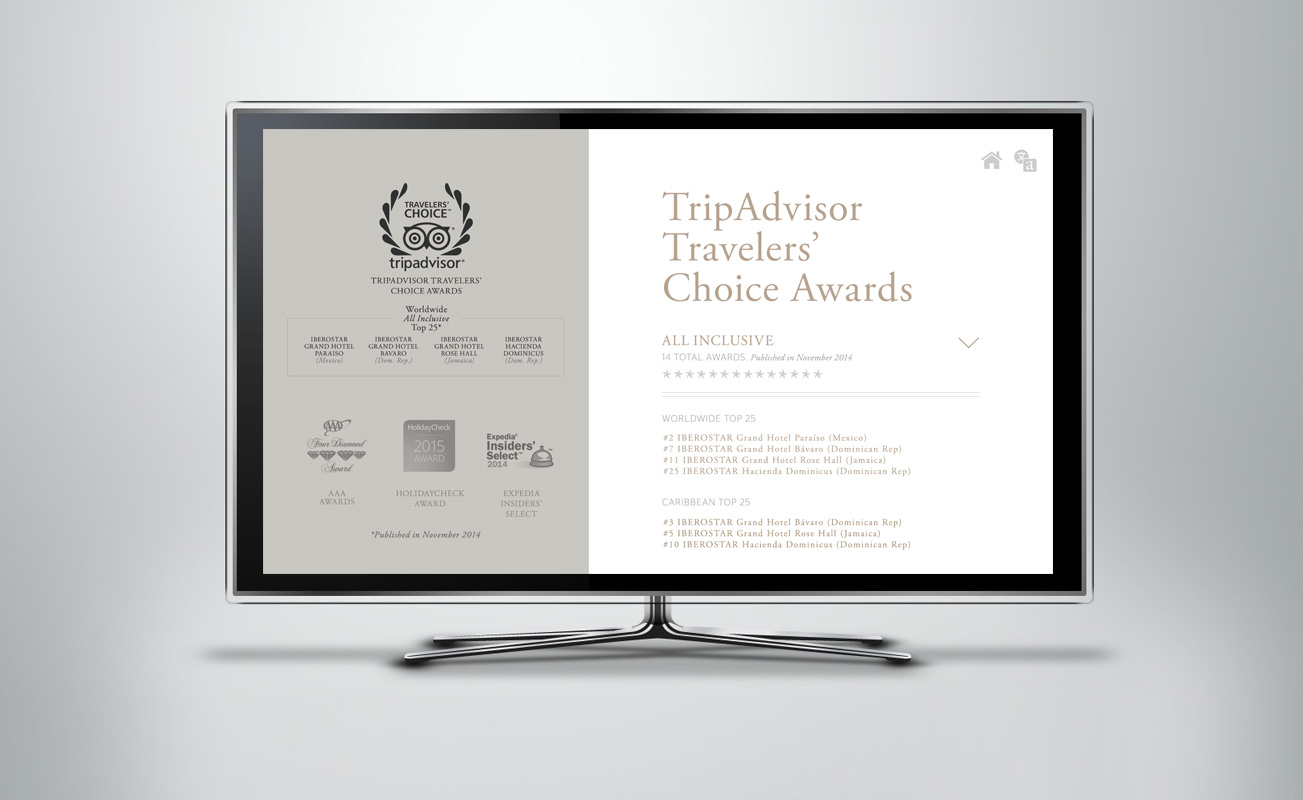 TRAVELERS'
CHOICE™
tripadvisor®
TRIPADVISOR TRAVELERS'
CHOICE AWARDS
Worldwide
All Inclusive
Top 25*
IBEROSTAR
GRAND HOTEL
PARAISO
(Mexico)
IBEROSTAR
GRAND HOTEL
BAVARO
(Dom. Rep.)
IBEROSTAR
GRAND HOTEL
ROSE HALL
(Jamaica)
IBEROSTAR
HACIENDA
DOMINICUS
(Dom. Rep.)
AAA
Four Diamond
Award
AAA
AWARDS
HolidayCheck
2015
AWARD
HOLIDAYCHECK
AWARD
Expedia®
Insiders'
Select™
2014
EXPEDIA
INSIDERS'
SELECT
*Published in November 2014
文
a
TripAdvisor
Travelers'
Choice Awards
ALL INCLUSIVE
14 TOTAL AWARDS. Published in November 2014
**************
WORLDWIDE TOP 25
#2 IBEROSTAR Grand Hotel Paraíso (Mexico)
#7 IBEROSTAR Grand Hotel Bávaro (Dominican Rep)
#11 IBEROSTAR Grand Hotel Rose Hall (Jamaica)
#25 IBEROSTAR Hacienda Dominicus (Dominican Rep)
CARIBBEAN TOP 25
#3 IBEROSTAR Grand Hotel Bávaro (Dominican Rep)
#5 IBEROSTAR Grand Hotel Rose Hall (Jamaica)
#10 IBEROSTAR Hacienda Dominicus (Dominican Rep)